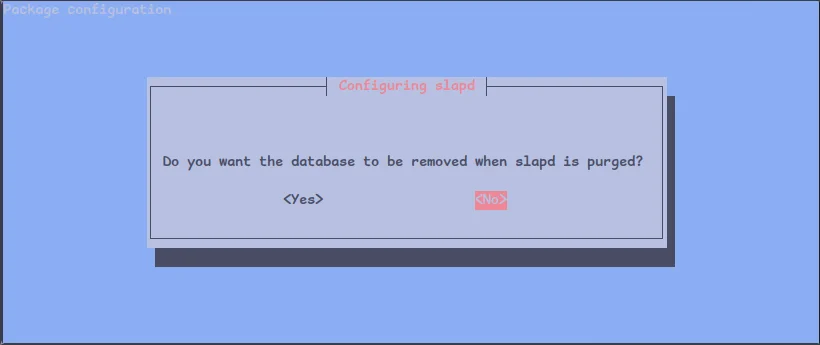 Package configuration
Configuring slapd
Do you want the database to be removed when slapd is purged?
<Yes> <No>